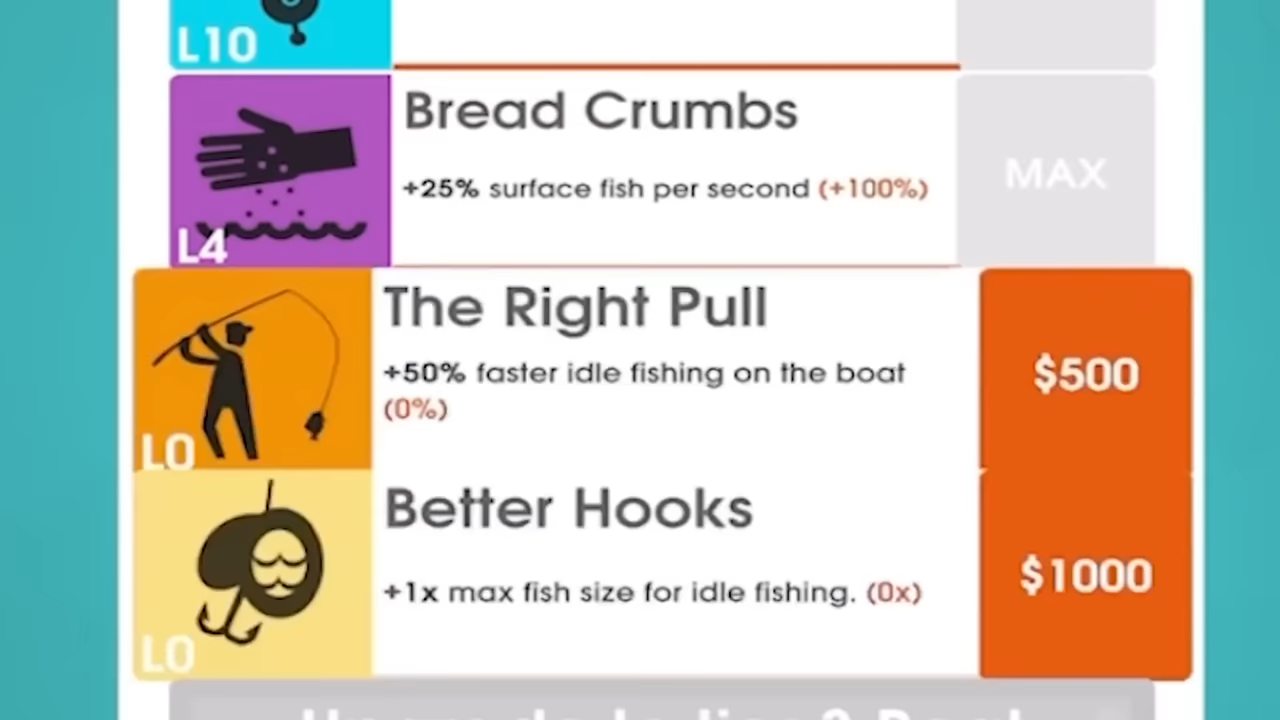 L10
Bread Crumbs
+25% surface fish per second (+100%)
MAX
L4
The Right Pull
+50% faster idle fishing on the boat
(0%)
$500
L0
Better Hooks
+1x max fish size for idle fishing. (0x)
$1000
L0